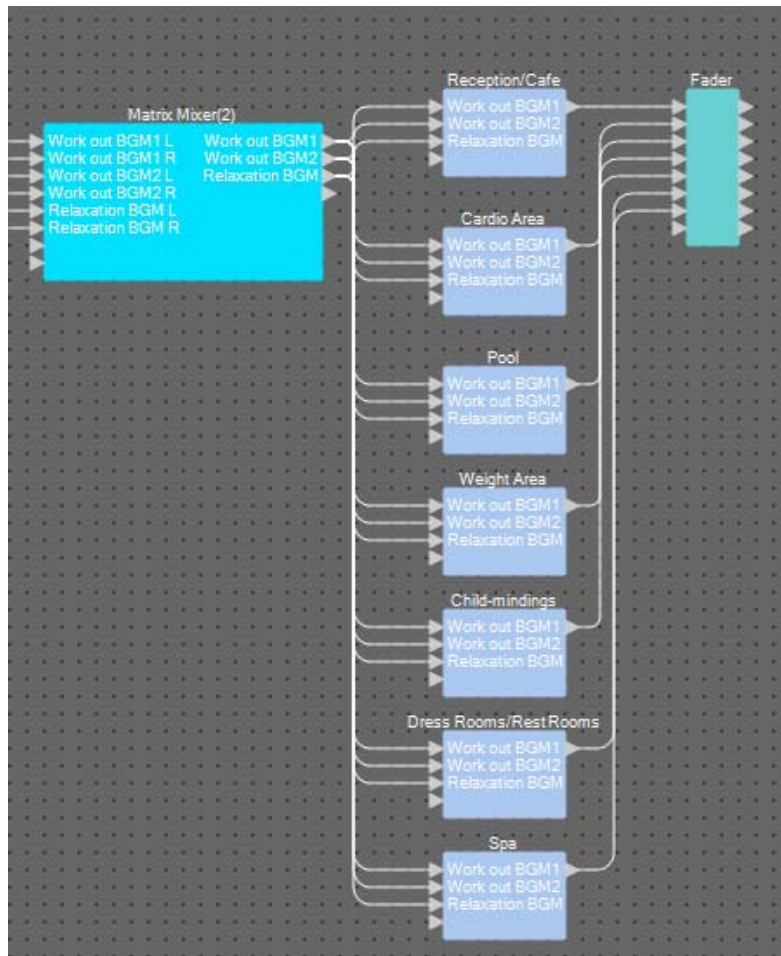 Reception/Cafe
Fader
Work out BGM1
Work out BGM2
Relaxation BGM
Matrix Mixer(2)
Work out BGM1 L Work out BGM1
Work out BGM1 R Work out BGM2
Work out BGM2 L Relaxation BGM
Work out BGM2 R
Relaxation BGM L
Relaxation BGM R
Cardio Area
Work out BGM1
Work out BGM2
Relaxation BGM
Pool
Work out BGM1
Work out BGM2
Relaxation BGM
Weight Area
Work out BGM1
Work out BGM2
Relaxation BGM
Child-mindings
Work out BGM1
Work out BGM2
Relaxation BGM
Dress Rooms/Rest Rooms
Work out BGM1
Work out BGM2
Relaxation BGM
Spa
Work out BGM1
Work out BGM2
Relaxation BGM